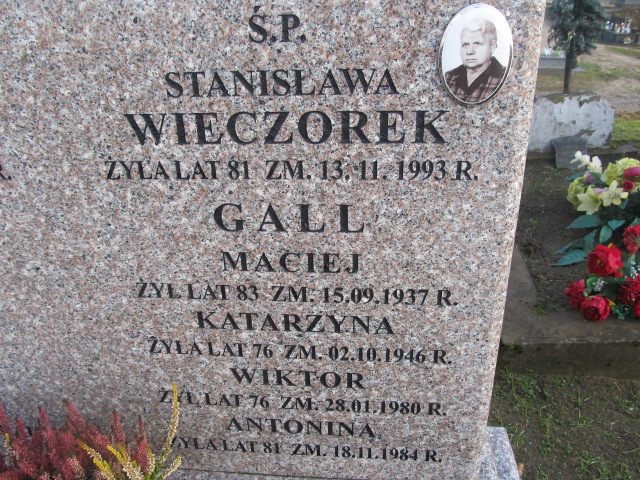 Ś.P.
STANISŁAWA
WIECZOREK
ŻYŁA LAT 81 ZM. 13.11.1993 R.
GALL
MACIEJ
ŻYŁ LAT 83 ZM. 15.09.1937 R.
KATARZYNA
ŻYŁA LAT 76 ZM. 02.10.1946 R.
WIKTOR
ŻYŁ LAT 76 ZM. 28.01.1980 R.
ANTONINA
ŻYŁA LAT 81 ZM. 18.11.1984 R.